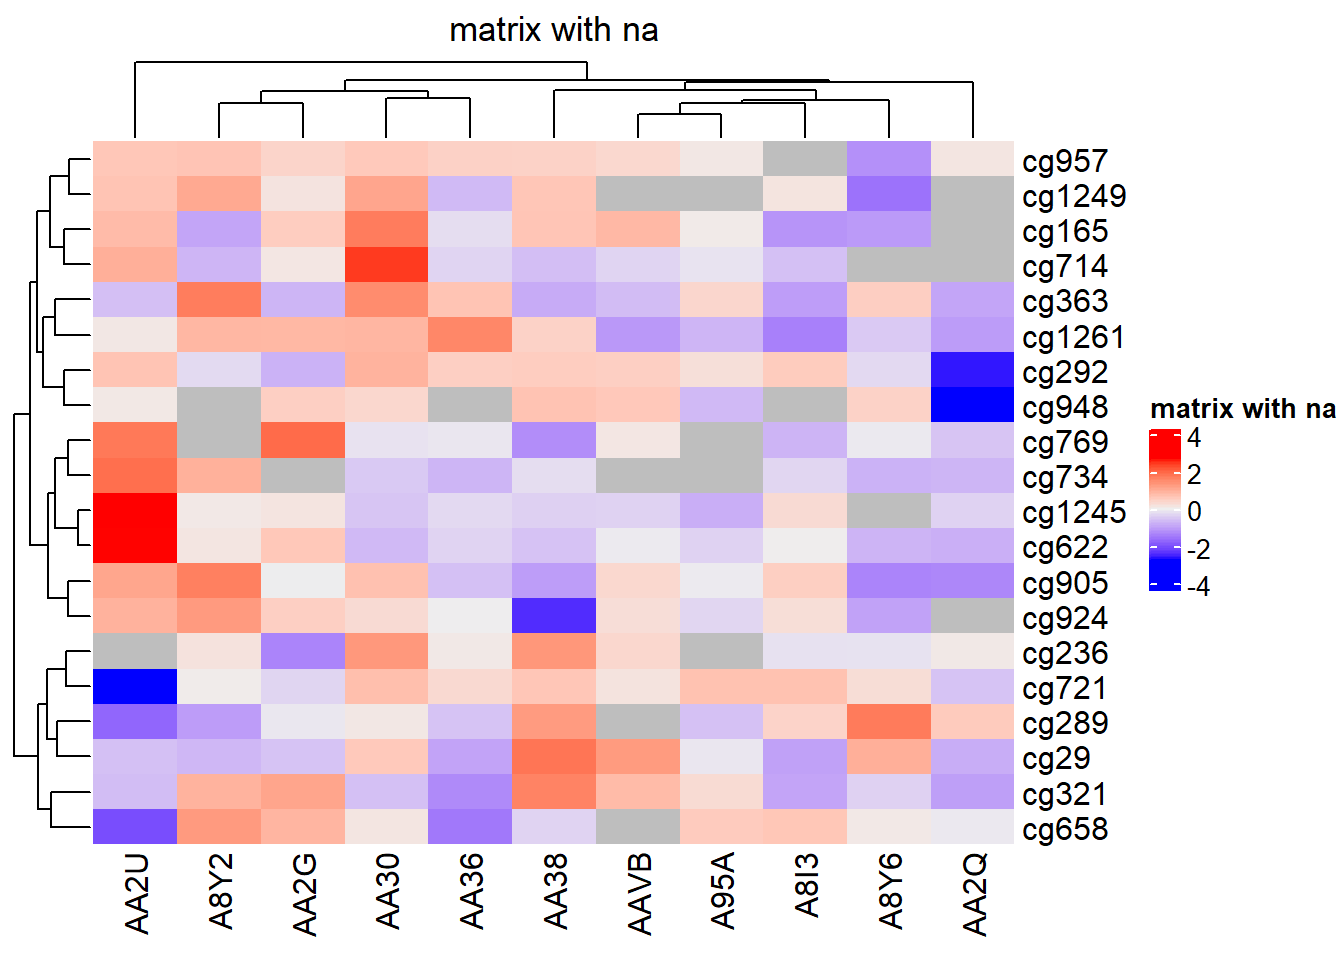 matrix with na
cg957
cg1249
cg165
cg714
cg363
cg1261
cg292
cg948
cg769
cg734
cg1245
cg622
cg905
cg924
cg236
cg721
cg289
cg29
cg321
cg658
AA2U
A8Y2
AA2G
AA30
AA36
AA38
AAVB
A95A
A8I3
A8Y6
AA2Q
matrix with na
4
2
0
-2
-4